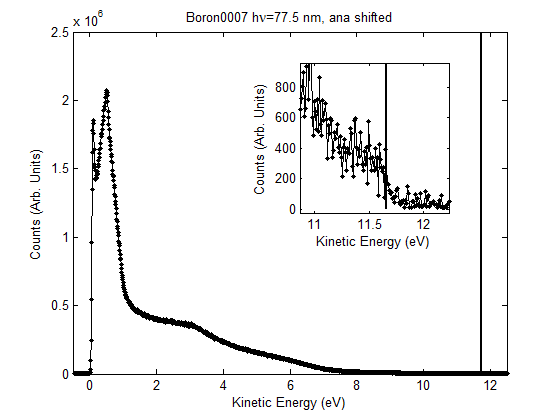 Boron0007 hν=77.5 nm, ana shifted
x 10⁶
2.5
2
1.5
1
0.5
0
0 2 4 6 8 10 12
Kinetic Energy (eV)
Counts (Arb. Units)
800
600
400
200
0
11 11.5 12
Kinetic Energy (eV)
Counts (Arb. Units)